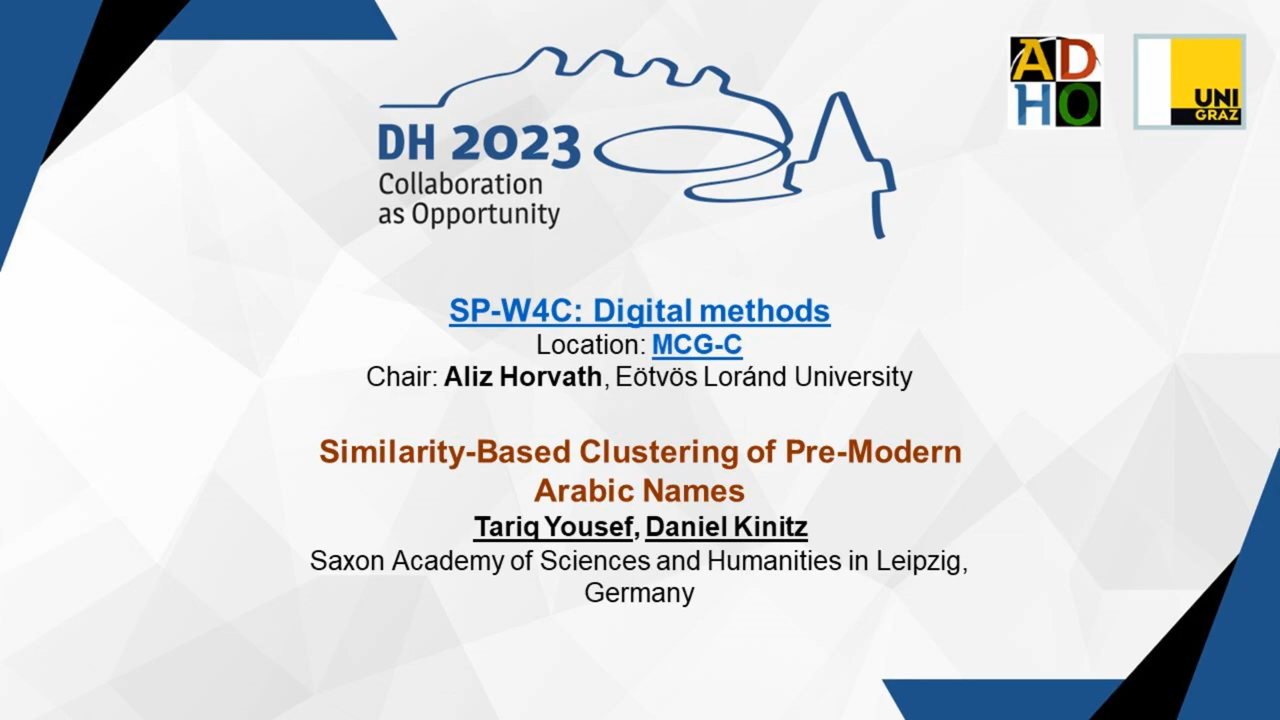 DH 2023
Collaboration
as Opportunity
AD
HO
UNI
GRAZ
SP-W4C: Digital methods
Location: MCG-C
Chair: Aliz Horvath, Eötvös Loránd University
Similarity-Based Clustering of Pre-Modern
Arabic Names
Tariq Yousef, Daniel Kinitz
Saxon Academy of Sciences and Humanities in Leipzig,
Germany